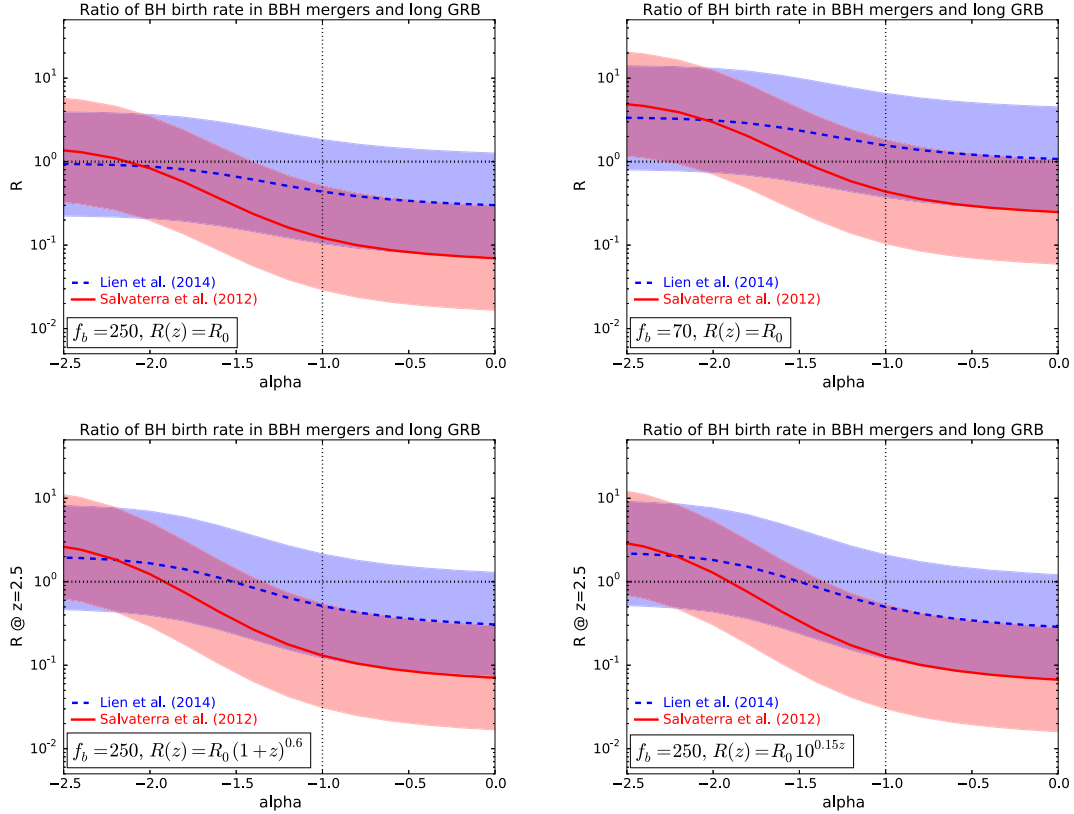 Ratio of BH birth rate in BBH mergers and long GRB
R
10^1
10^0
10^{-1}
10^{-2}
Lien et al. (2014)
Salvaterra et al. (2012)
f_b = 250, R(z) = R_0
−2.5 −2.0 −1.5 −1.0 −0.5 0.0
alpha
Ratio of BH birth rate in BBH mergers and long GRB
R
10^1
10^0
10^{-1}
10^{-2}
Lien et al. (2014)
Salvaterra et al. (2012)
f_b = 70, R(z) = R_0
−2.5 −2.0 −1.5 −1.0 −0.5 0.0
alpha
Ratio of BH birth rate in BBH mergers and long GRB
R @ z=2.5
10^1
10^0
10^{-1}
10^{-2}
Lien et al. (2014)
Salvaterra et al. (2012)
f_b = 250, R(z) = R_0 (1+z)^{0.6}
−2.5 −2.0 −1.5 −1.0 −0.5 0.0
alpha
Ratio of BH birth rate in BBH mergers and long GRB
R @ z=2.5
10^1
10^0
10^{-1}
10^{-2}
Lien et al. (2014)
Salvaterra et al. (2012)
f_b = 250, R(z) = R_0 10^{0.15z}
−2.5 −2.0 −1.5 −1.0 −0.5 0.0
alpha